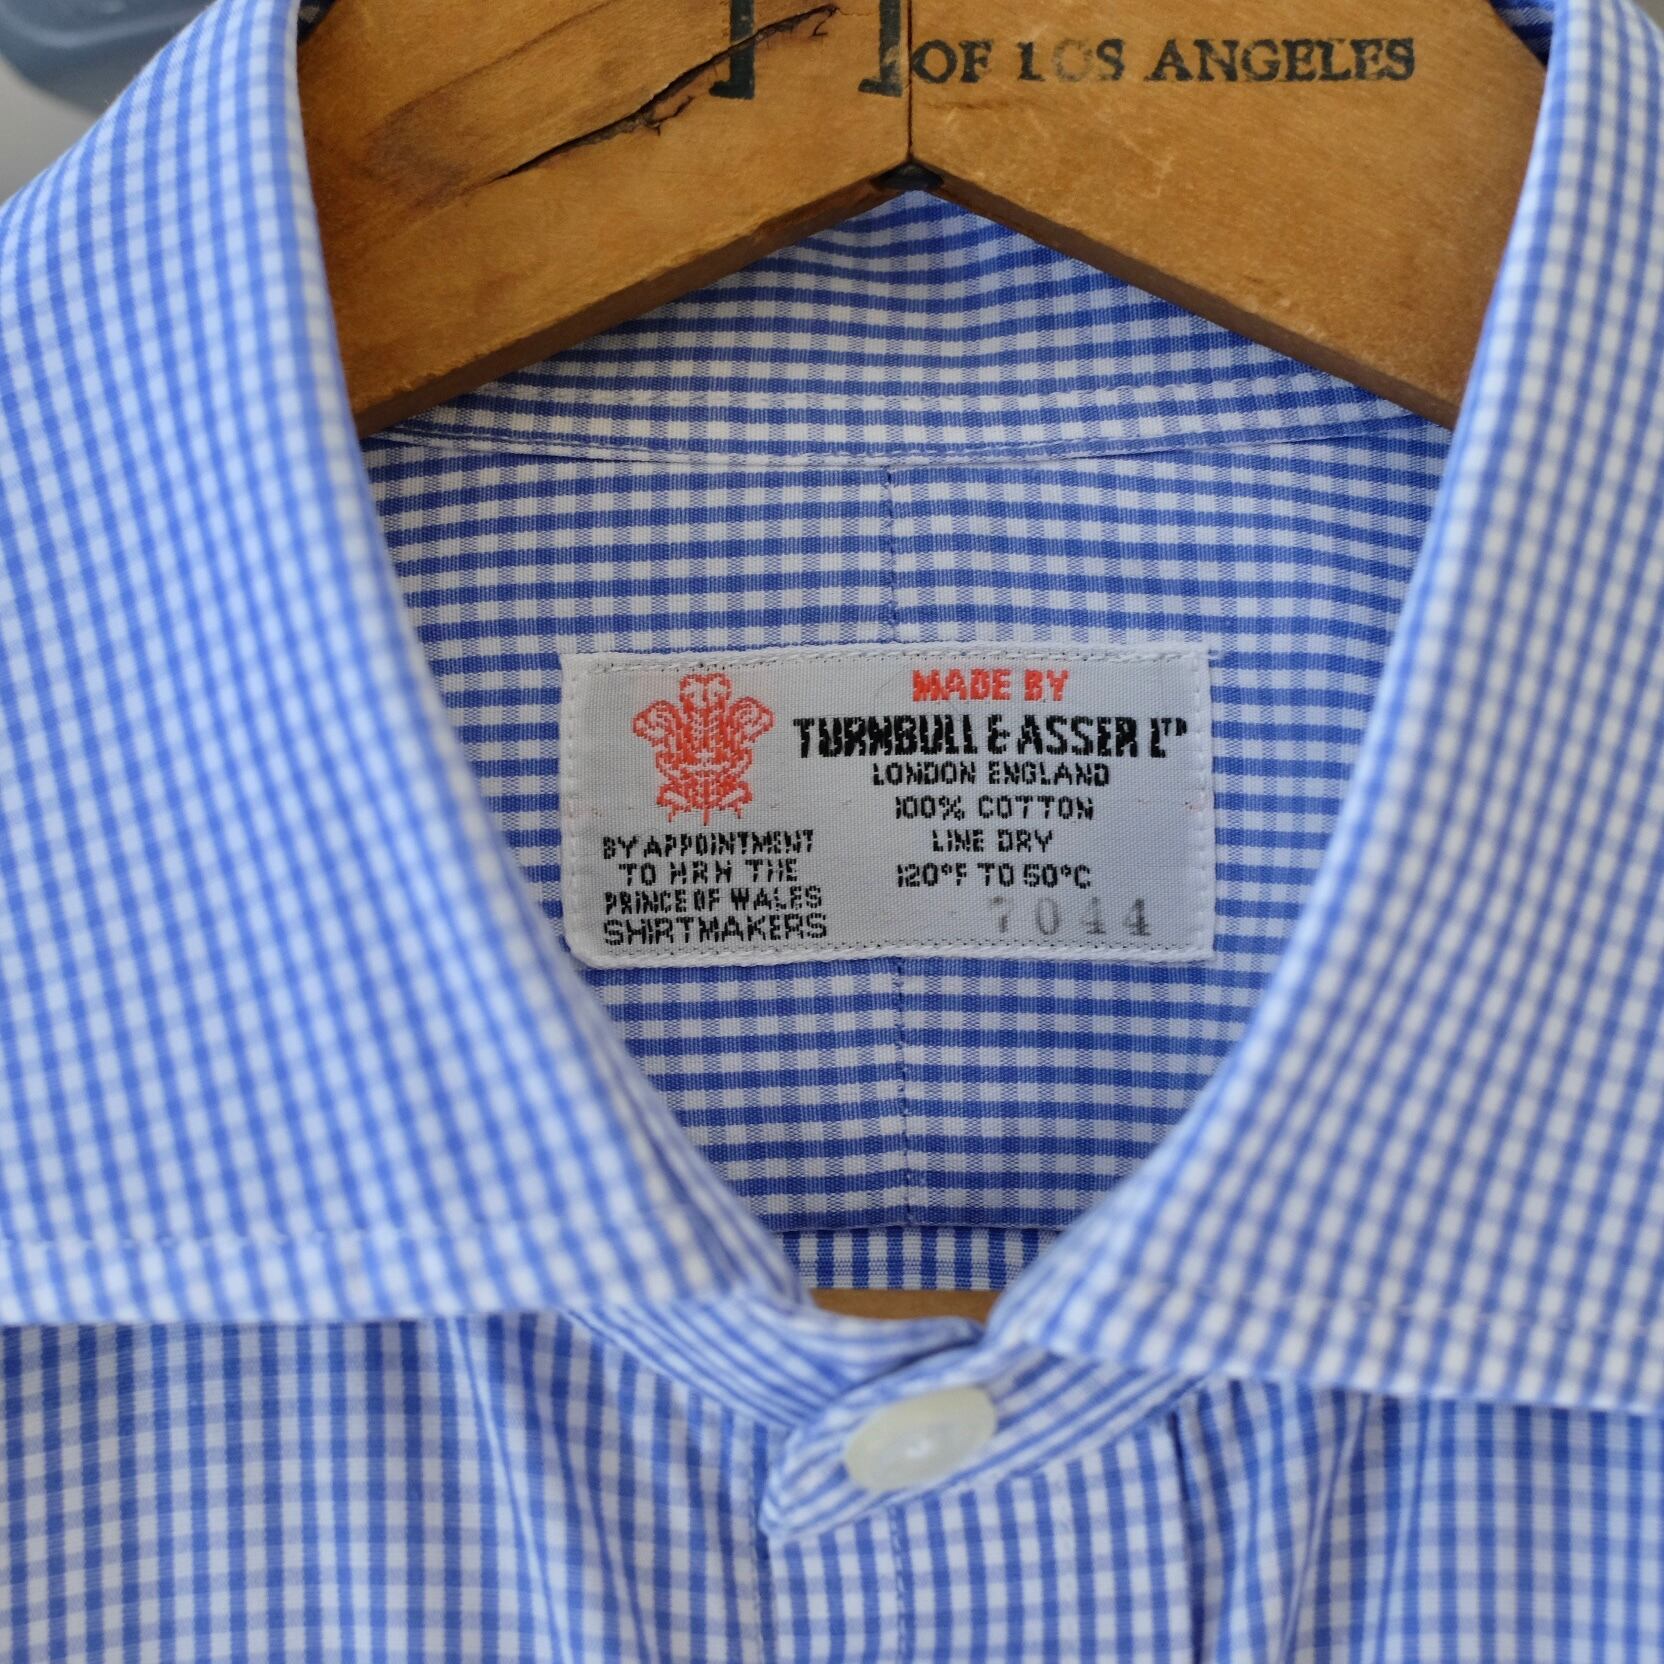 OF LOS ANGELES
MADE BY
TURNBULL & ASSER LTD
LONDON ENGLAND
100% COTTON
LINE DRY
120°F TO 50°C
7044
BY APPOINTMENT
TO HRH THE
PRINCE OF WALES
SHIRTMAKERS